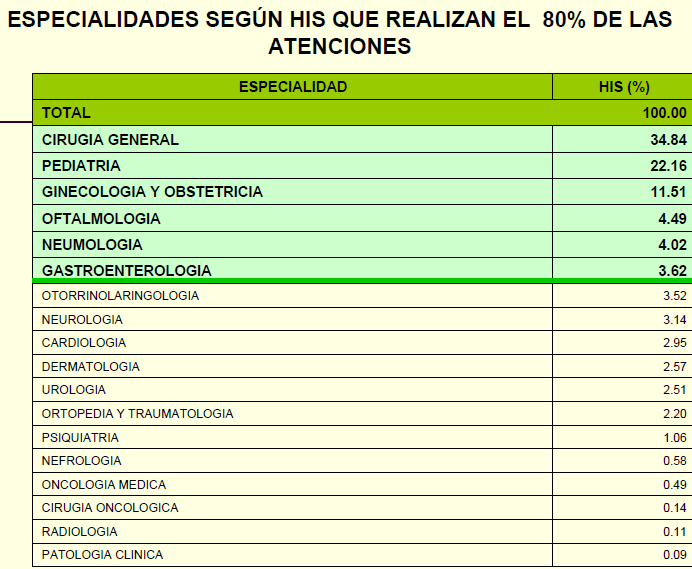 ESPECIALIDADES SEGÚN HIS QUE REALIZAN EL 80% DE LAS
ATENCIONES
ESPECIALIDAD HIS (%)
TOTAL 100.00
CIRUGIA GENERAL 34.84
PEDIATRIA 22.16
GINECOLOGIA Y OBSTETRICIA 11.51
OFTALMOLOGIA 4.49
NEUMOLOGIA 4.02
GASTROENTEROLOGIA 3.62
OTORRINOLARINGOLOGIA 3.52
NEUROLOGIA 3.14
CARDIOLOGIA 2.95
DERMATOLOGIA 2.57
UROLOGIA 2.51
ORTOPEDIA Y TRAUMATOLOGIA 2.20
PSIQUIATRIA 1.06
NEFROLOGIA 0.58
ONCOLOGIA MEDICA 0.49
CIRUGIA ONCOLOGICA 0.14
RADIOLOGIA 0.11
PATOLOGIA CLINICA 0.09